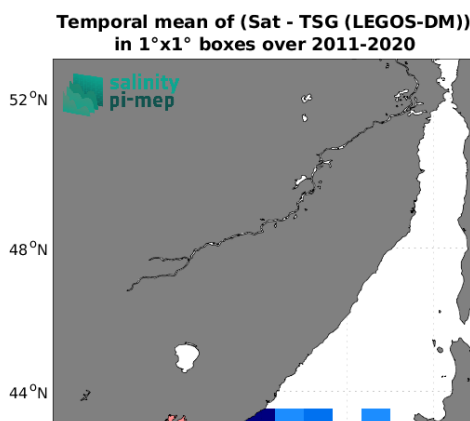 Temporal mean of (Sat - TSG (LEGOS-DM))
in 1°x1° boxes over 2011-2020
salinity
pi-mep
52°N
48°N
44°N